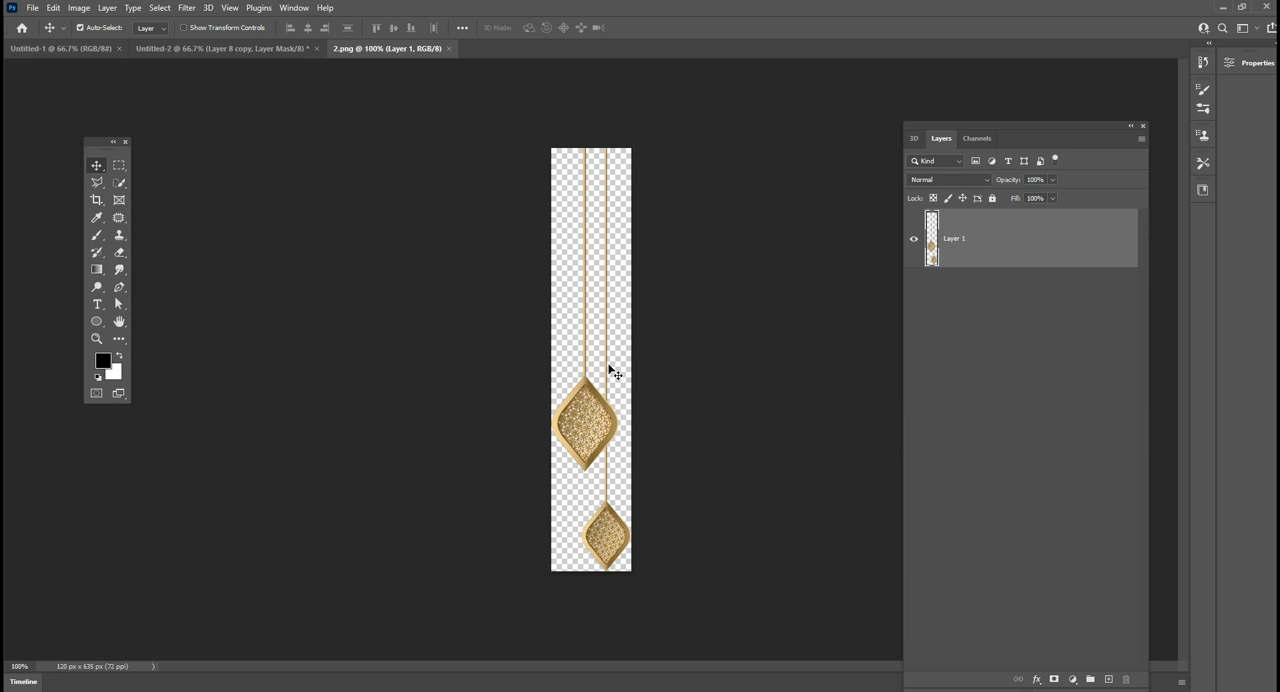 Ps File Edit Image Layer Type Select Filter 3D View Plugins Window Help
Auto-Select: Layer Show Transform Controls 3D Mode:
Untitled-1 @ 66.7% (RGB/8#) × Untitled-2 @ 66.7% (Layer 8 copy, Layer Mask/8) * × 2.png @ 100% (Layer 1, RGB/8) ×
Properties
3D Layers Channels
Kind
Normal Opacity: 100%
Lock: Fill: 100%
Layer 1
T
100% 120 px x 635 px (72 ppi)
fx
Timeline